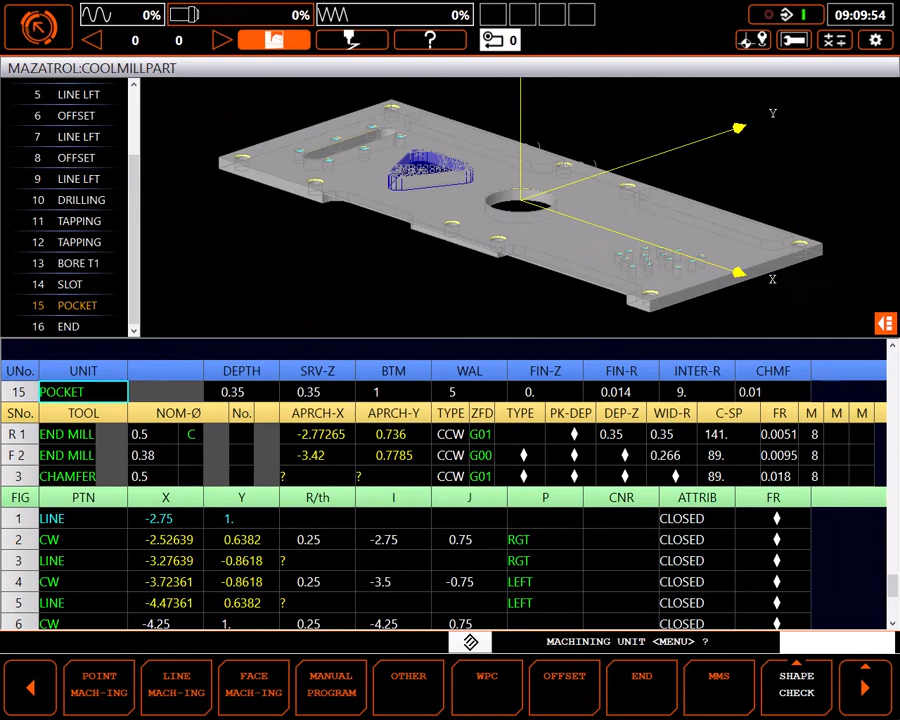 0% 0% 0% 09:09:54
0 0 ? 0
MAZATROL:COOLMILLPART
5 LINE LFT
6 OFFSET
7 LINE LFT
8 OFFSET
9 LINE LFT
10 DRILLING
11 TAPPING
12 TAPPING
13 BORE T1
14 SLOT
15 POCKET
16 END
Y
X
UNo. UNIT DEPTH SRV-Z BTM WAL FIN-Z FIN-R INTER-R CHMF
15 POCKET 0.35 0.35 1 5 0. 0.014 9. 0.01
SNo. TOOL NOM-Ø No. APRCH-X APRCH-Y TYPE ZFD TYPE PK-DEP DEP-Z WID-R C-SP FR M M M
R 1 END MILL 0.5 C -2.77265 0.736 CCW G01 ♦ 0.35 0.35 141. 0.0051 8
F 2 END MILL 0.38 -3.42 0.7785 CCW G00 ♦ ♦ ♦ 0.266 89. 0.0095 8
3 CHAMFER 0.5 ? ? CCW G01 ♦ ♦ ♦ ♦ 89. 0.018 8
FIG PTN X Y R/th I J P CNR ATTRIB FR
1 LINE -2.75 1. CLOSED ♦
2 CW -2.52639 0.6382 0.25 -2.75 0.75 RGT CLOSED ♦
3 LINE -3.27639 -0.8618 ? RGT CLOSED ♦
4 CW -3.72361 -0.8618 0.25 -3.5 -0.75 LEFT CLOSED ♦
5 LINE -4.47361 0.6382 ? LEFT CLOSED ♦
6 CW -4.25 1. 0.25 -4.25 0.75 CLOSED ♦
MACHINING UNIT <MENU> ?
POINT MACH-ING
LINE MACH-ING
FACE MACH-ING
MANUAL PROGRAM
OTHER
WPC
OFFSET
END
MMS
SHAPE CHECK